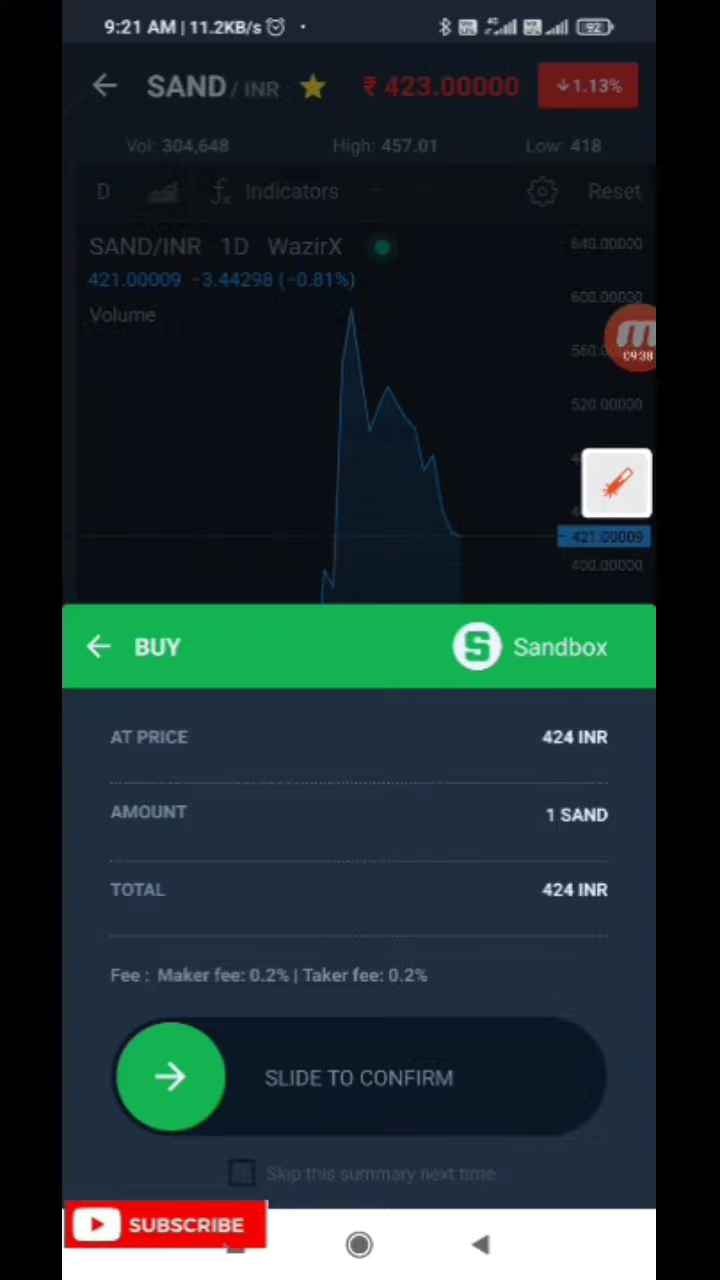 9:21 AM | 11.2KB/s
92
SAND / INR ₹ 423.00000 ↓1.13%
Vol: 304,648 High: 457.01 Low: 418
D fx Indicators Reset
SAND/INR 1D WazirX
640.00000
421.00009 −3.44298 (−0.81%)
600.00000
Volume
09:38
520.00000
421.00009
400.00000
← BUY S Sandbox
AT PRICE 424 INR
AMOUNT 1 SAND
TOTAL 424 INR
Fee : Maker fee: 0.2% | Taker fee: 0.2%
→ SLIDE TO CONFIRM
Skip this summary next time
SUBSCRIBE